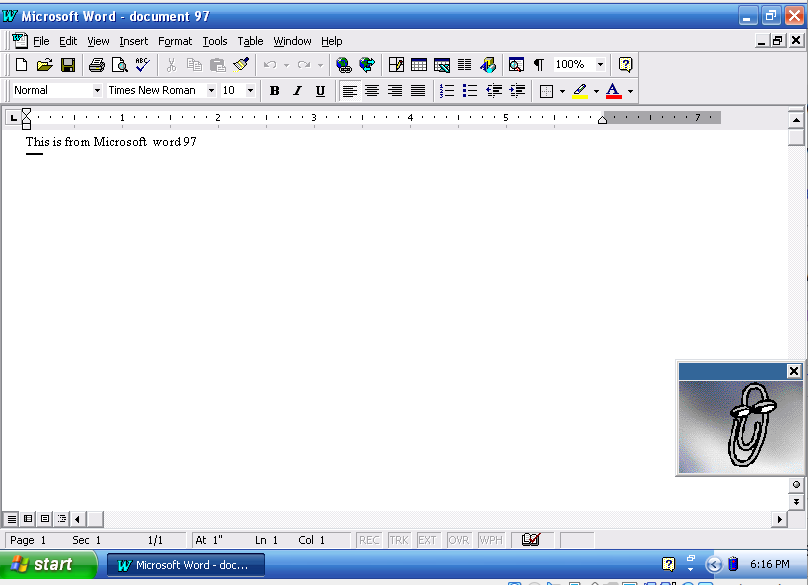 Microsoft Word - document 97
File Edit View Insert Format Tools Table Window Help
ABC 100% ¶ ?
Normal Times New Roman 10 B I U A
L 1 2 3 4 5 7
This is from Microsoft word 97
Page 1 Sec 1 1/1 At 1" Ln 1 Col 1 REC TRK EXT OVR WPH
start W Microsoft Word - doc... ? 6:16 PM